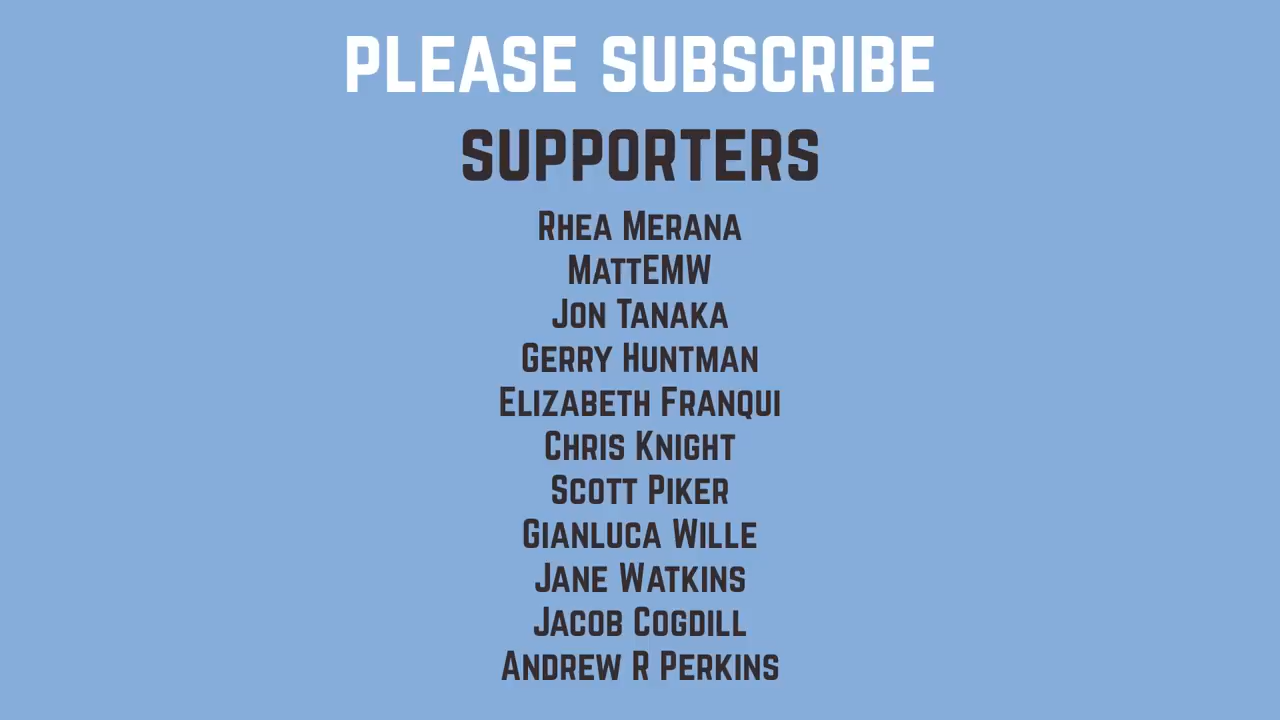 PLEASE SUBSCRIBE
SUPPORTERS
Rhea Merana
MattEMW
Jon Tanaka
Gerry Huntman
Elizabeth Franqui
Chris Knight
Scott Piker
Gianluca Wille
Jane Watkins
Jacob Cogdill
Andrew R Perkins